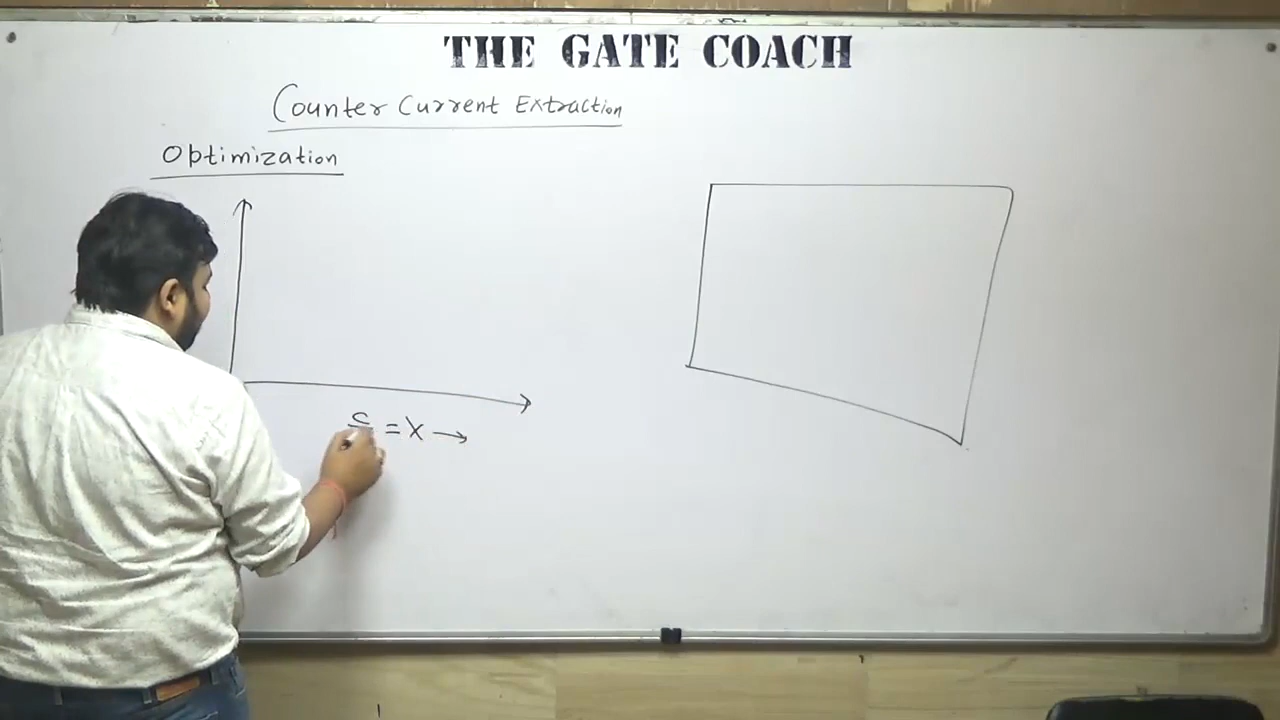 THE GATE COACH
Counter Current Extraction
Optimization
= X →